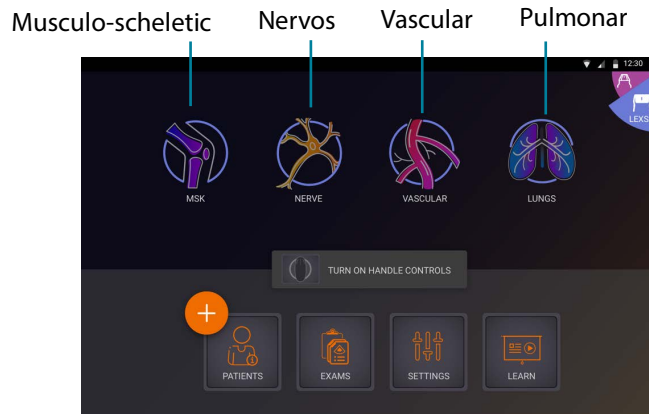 Musculo-scheletic Nervos Vascular Pulmonar
12:30
LEXSA
MSK NERVE VASCULAR LUNGS
TURN ON HANDLE CONTROLS
PATIENTS EXAMS SETTINGS LEARN